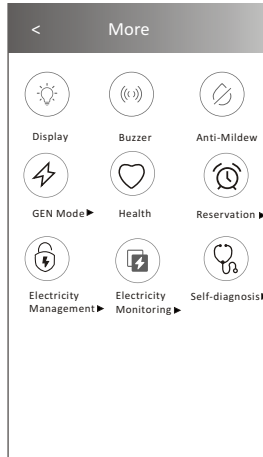 < More
Display Buzzer Anti-Mildew
GEN Mode▶ Health Reservation▶
Electricity Electricity Self-diagnosis▶
Management▶ Monitoring▶